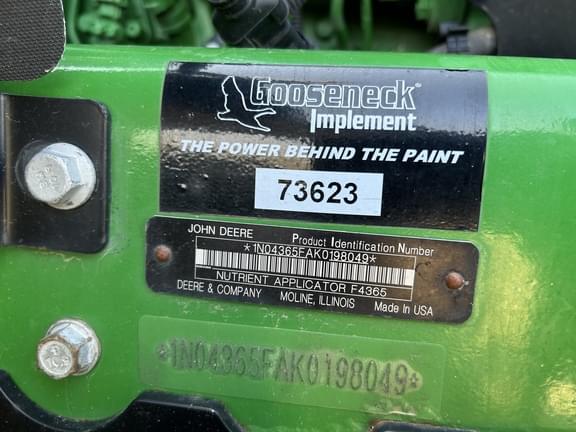 Gooseneck
Implement
THE POWER BEHIND THE PAINT
73623
JOHN DEERE
Product Identification Number
*1N04365FAK0198049*
NUTRIENT APPLICATOR F4365
DEERE & COMPANY MOLINE, ILLINOIS Made In USA
*1N04365FAK0198049*